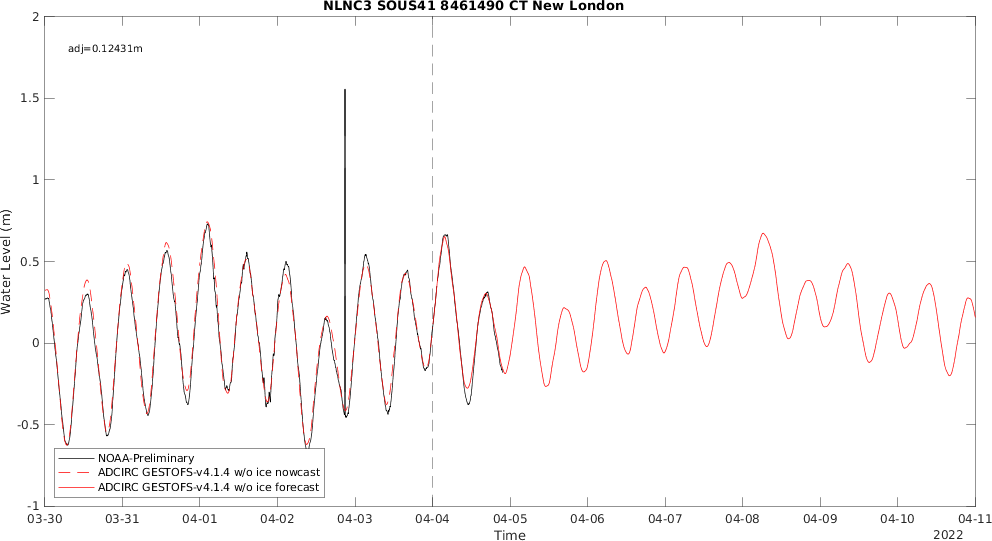 NLNC3 SOUS41 8461490 CT New London
adj=0.12431m
Water Level (m)
2
1.5
1
0.5
0
-0.5
-1
NOAA-Preliminary
ADCIRC GESTOFS-v4.1.4 w/o ice nowcast
ADCIRC GESTOFS-v4.1.4 w/o ice forecast
03-30 03-31 04-01 04-02 04-03 04-04 04-05 04-06 04-07 04-08 04-09 04-10 04-11
Time
2022